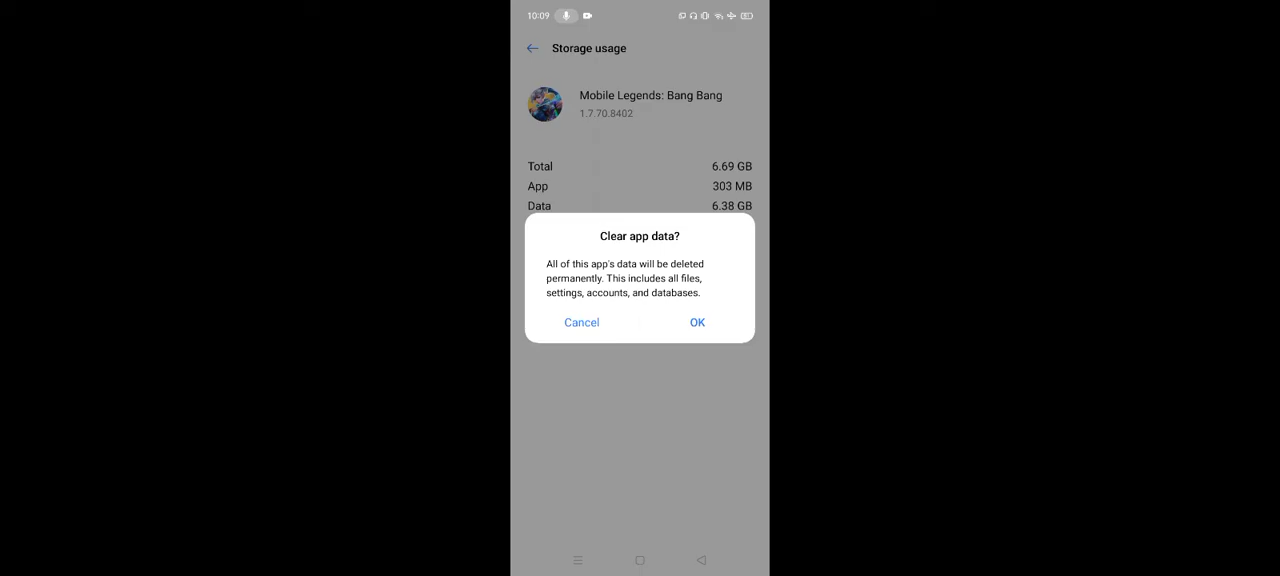 10:09
Storage usage
Mobile Legends: Bang Bang
1.7.70.8402
Total 6.69 GB
App 303 MB
Data 6.38 GB
Clear app data?
All of this app's data will be deleted
permanently. This includes all files,
settings, accounts, and databases.
Cancel OK